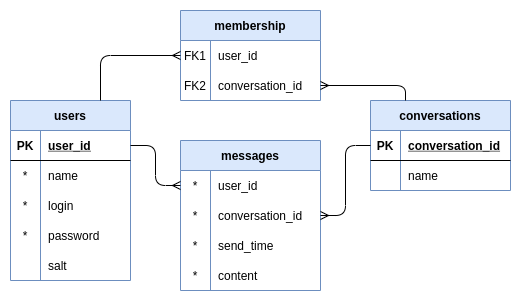 membership
FK1 user_id
FK2 conversation_id
users
PK user_id
* name
* login
* password
salt
messages
* user_id
* conversation_id
* send_time
* content
conversations
PK conversation_id
name